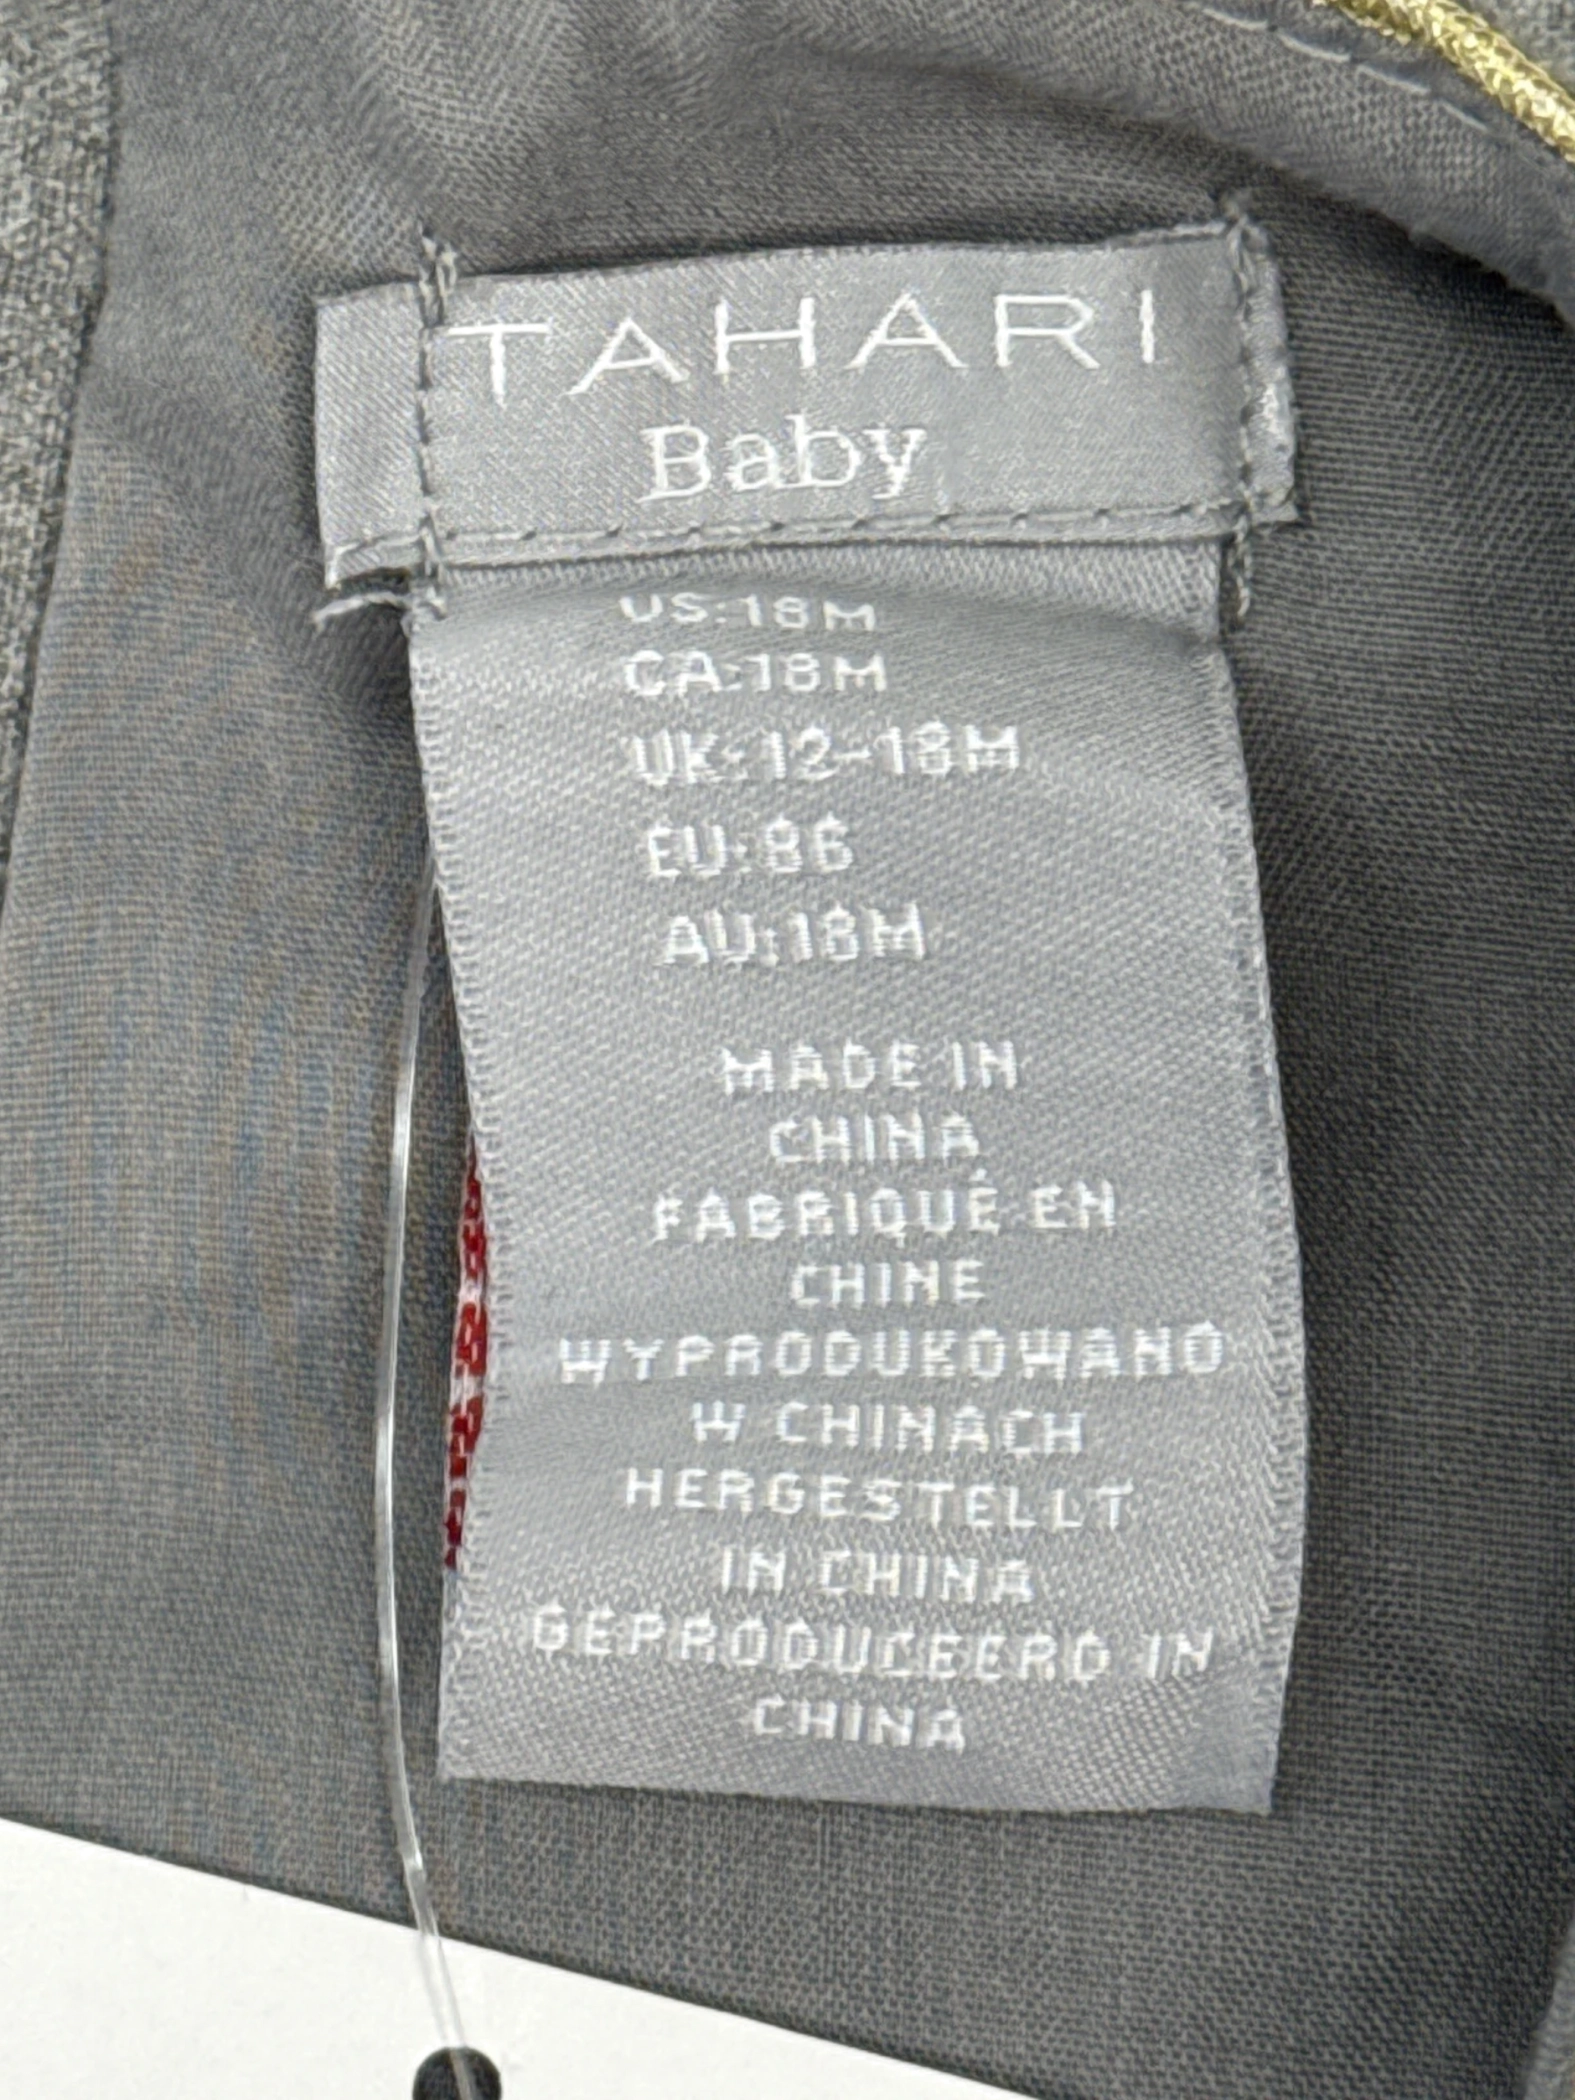 TAHARI
Baby
US:18M
CA:18M
UK:12-18M
EU:86
AU:18M
MADE IN
CHINA
FABRIQUÉ EN
CHINE
WYPRODUKOWANO
W CHINACH
HERGESTELLT
IN CHINA
GEPRODUCEERD IN
CHINA